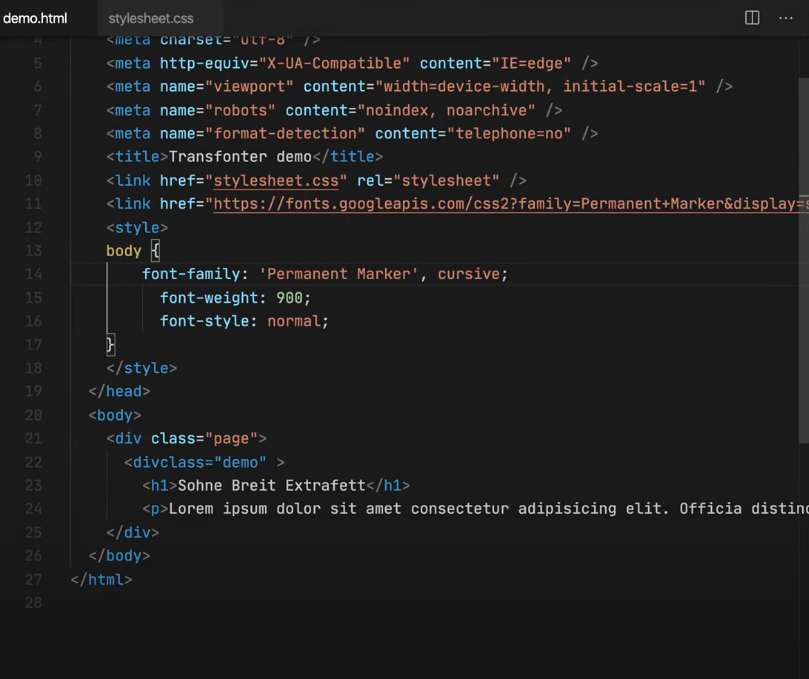 demo.html
stylesheet.css
4 <meta charset="utf-8" />
5 <meta http-equiv="X-UA-Compatible" content="IE=edge" />
6 <meta name="viewport" content="width=device-width, initial-scale=1" />
7 <meta name="robots" content="noindex, noarchive" />
8 <meta name="format-detection" content="telephone=no" />
9 <title>Transfonter demo</title>
10 <link href="stylesheet.css" rel="stylesheet" />
11 <link href="https://fonts.googleapis.com/css2?family=Permanent+Marker&display=s
12 <style>
13 body {
14 font-family: 'Permanent Marker', cursive;
15 font-weight: 900;
16 font-style: normal;
17 }
18 </style>
19 </head>
20 <body>
21 <div class="page">
22 <divclass="demo" >
23 <h1>Sohne Breit Extrafett</h1>
24 <p>Lorem ipsum dolor sit amet consectetur adipisicing elit. Officia distinc
25 </div>
26 </body>
27 </html>
28